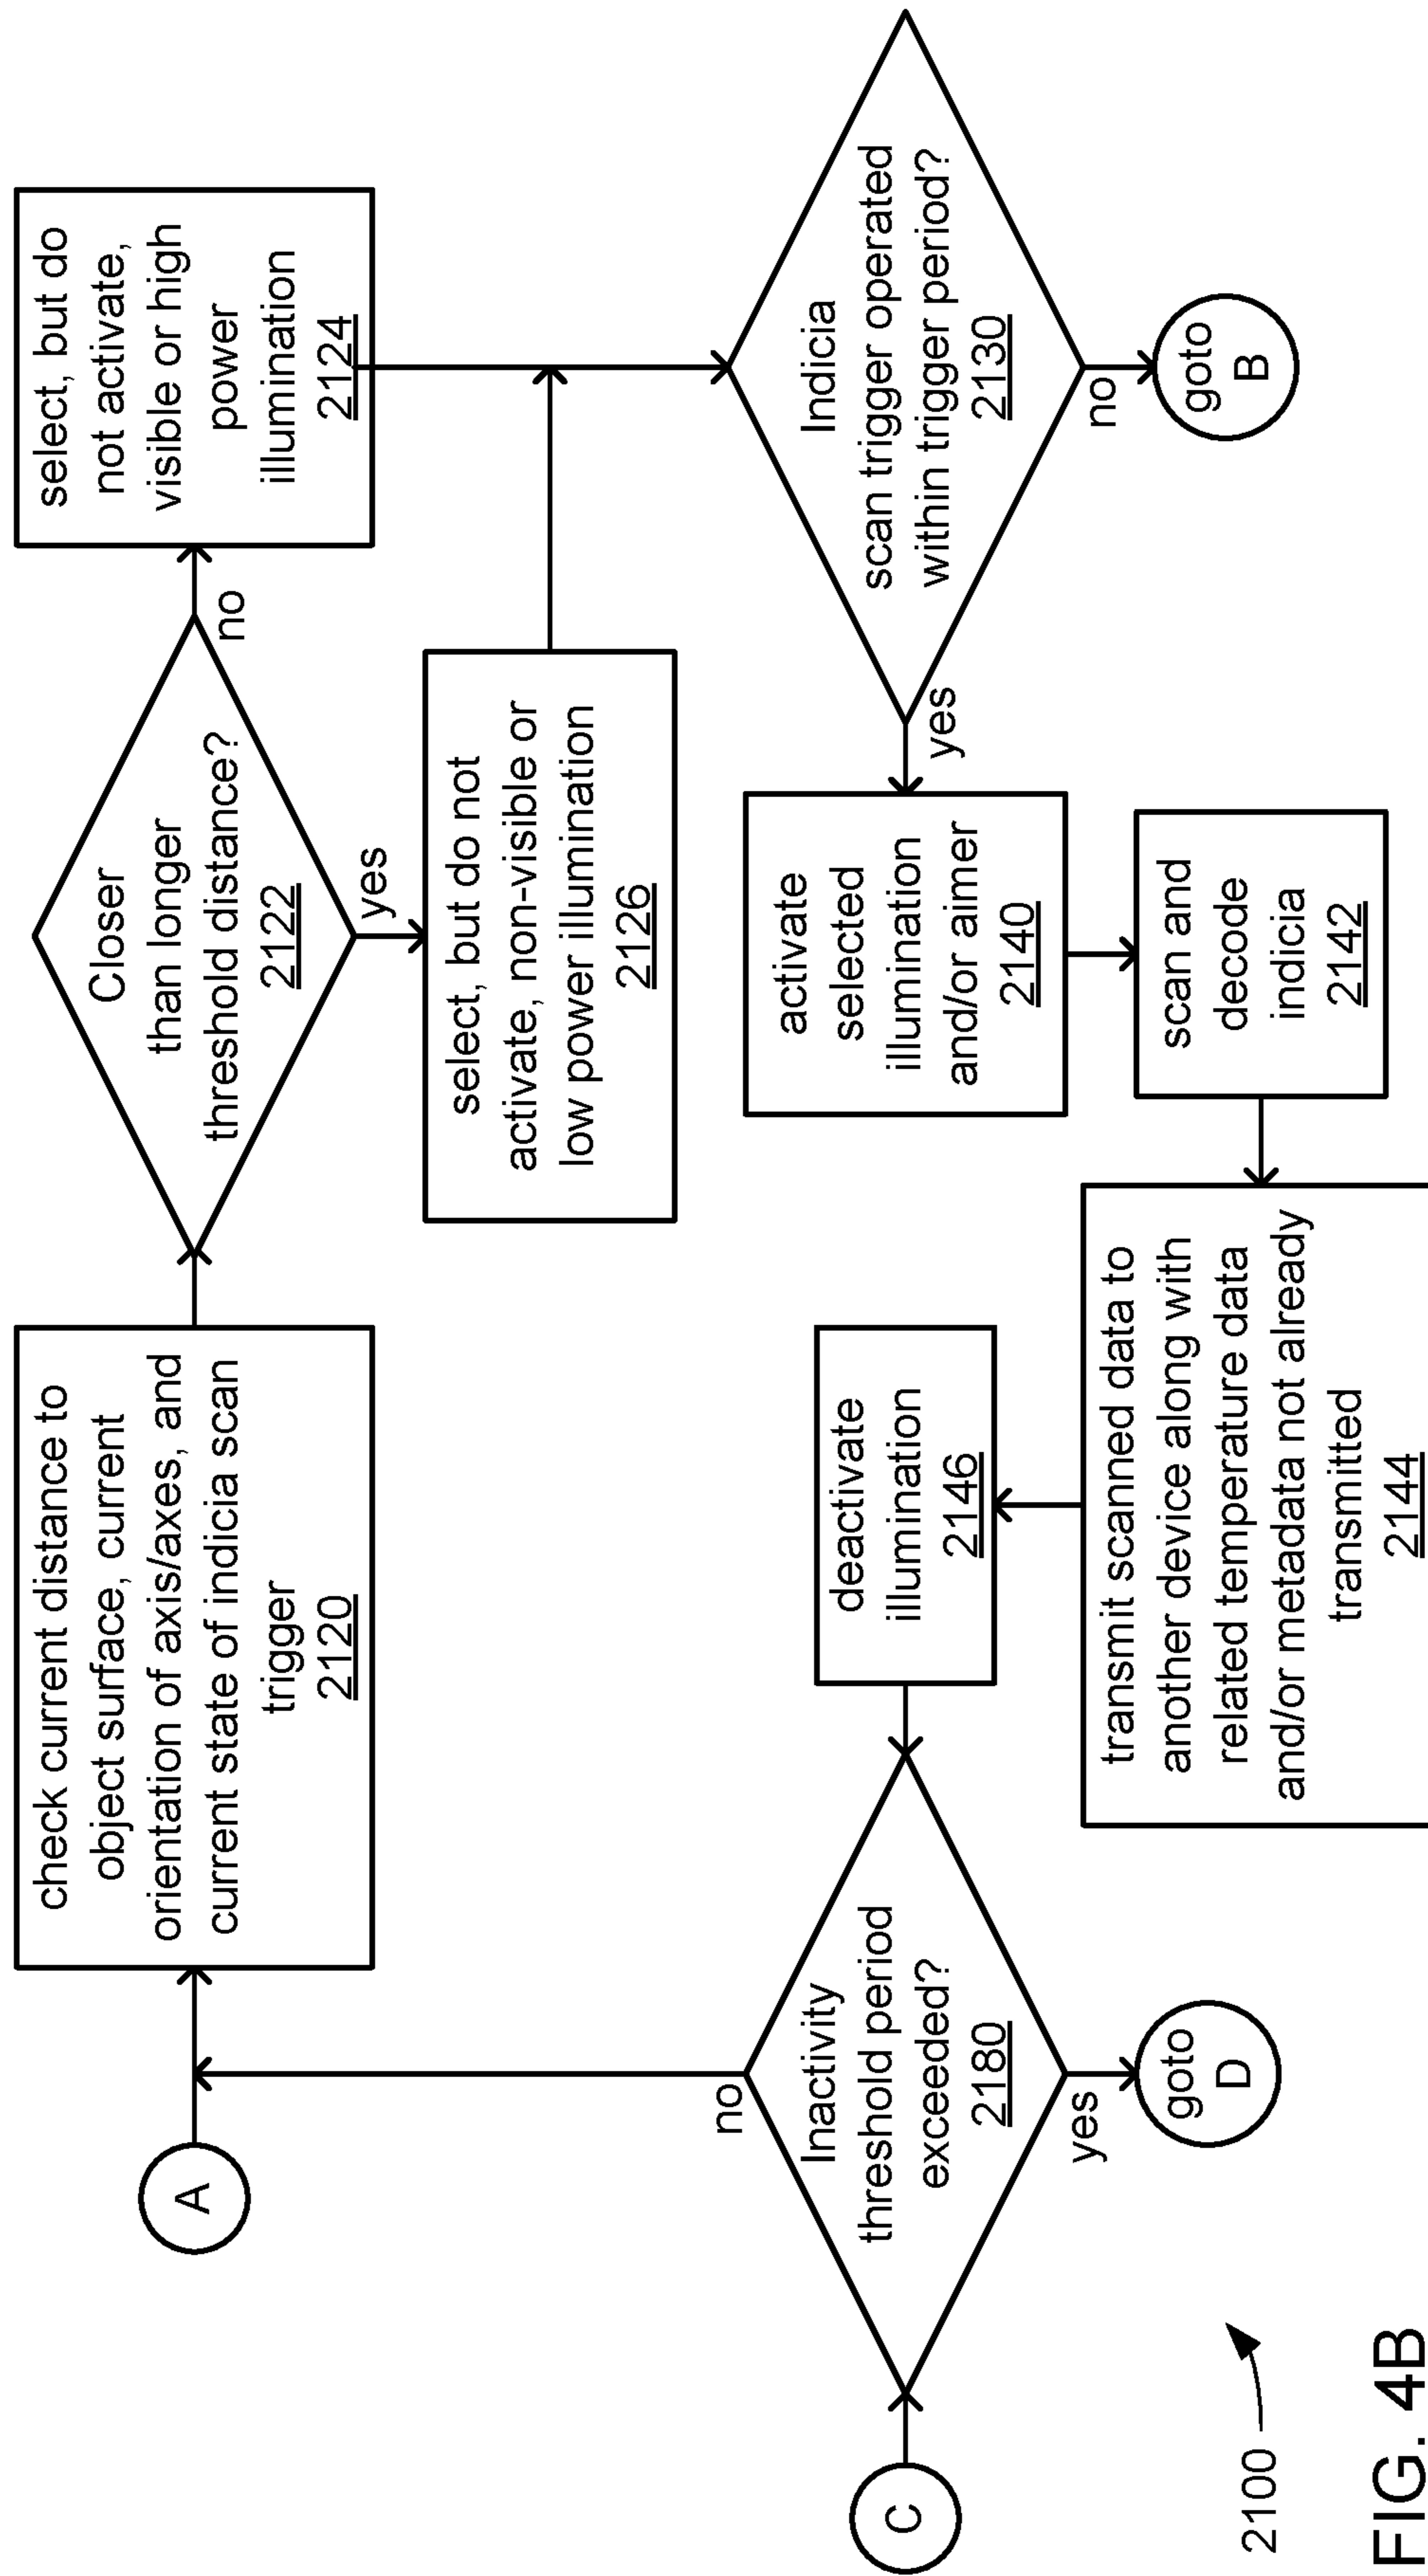 A
check current distance to
object surface, current
orientation of axis/axes, and
current state of indicia scan
trigger
2120
Closer
than longer
threshold distance?
2122
no
yes
select, but do
not activate,
visible or high
power
illumination
2124
select, but do not
activate, non-visible or
low power illumination
2126
Indicia
scan trigger operated
within trigger period?
2130
yes
no
goto
B
activate
selected
illumination
and/or aimer
2140
scan and
decode
indicia
2142
transmit scanned data to
another device along with
related temperature data
and/or metadata not already
transmitted
2144
deactivate
illumination
2146
C
Inactivity
threshold period
exceeded?
2180
no
yes
goto
D
2100
FIG. 4B